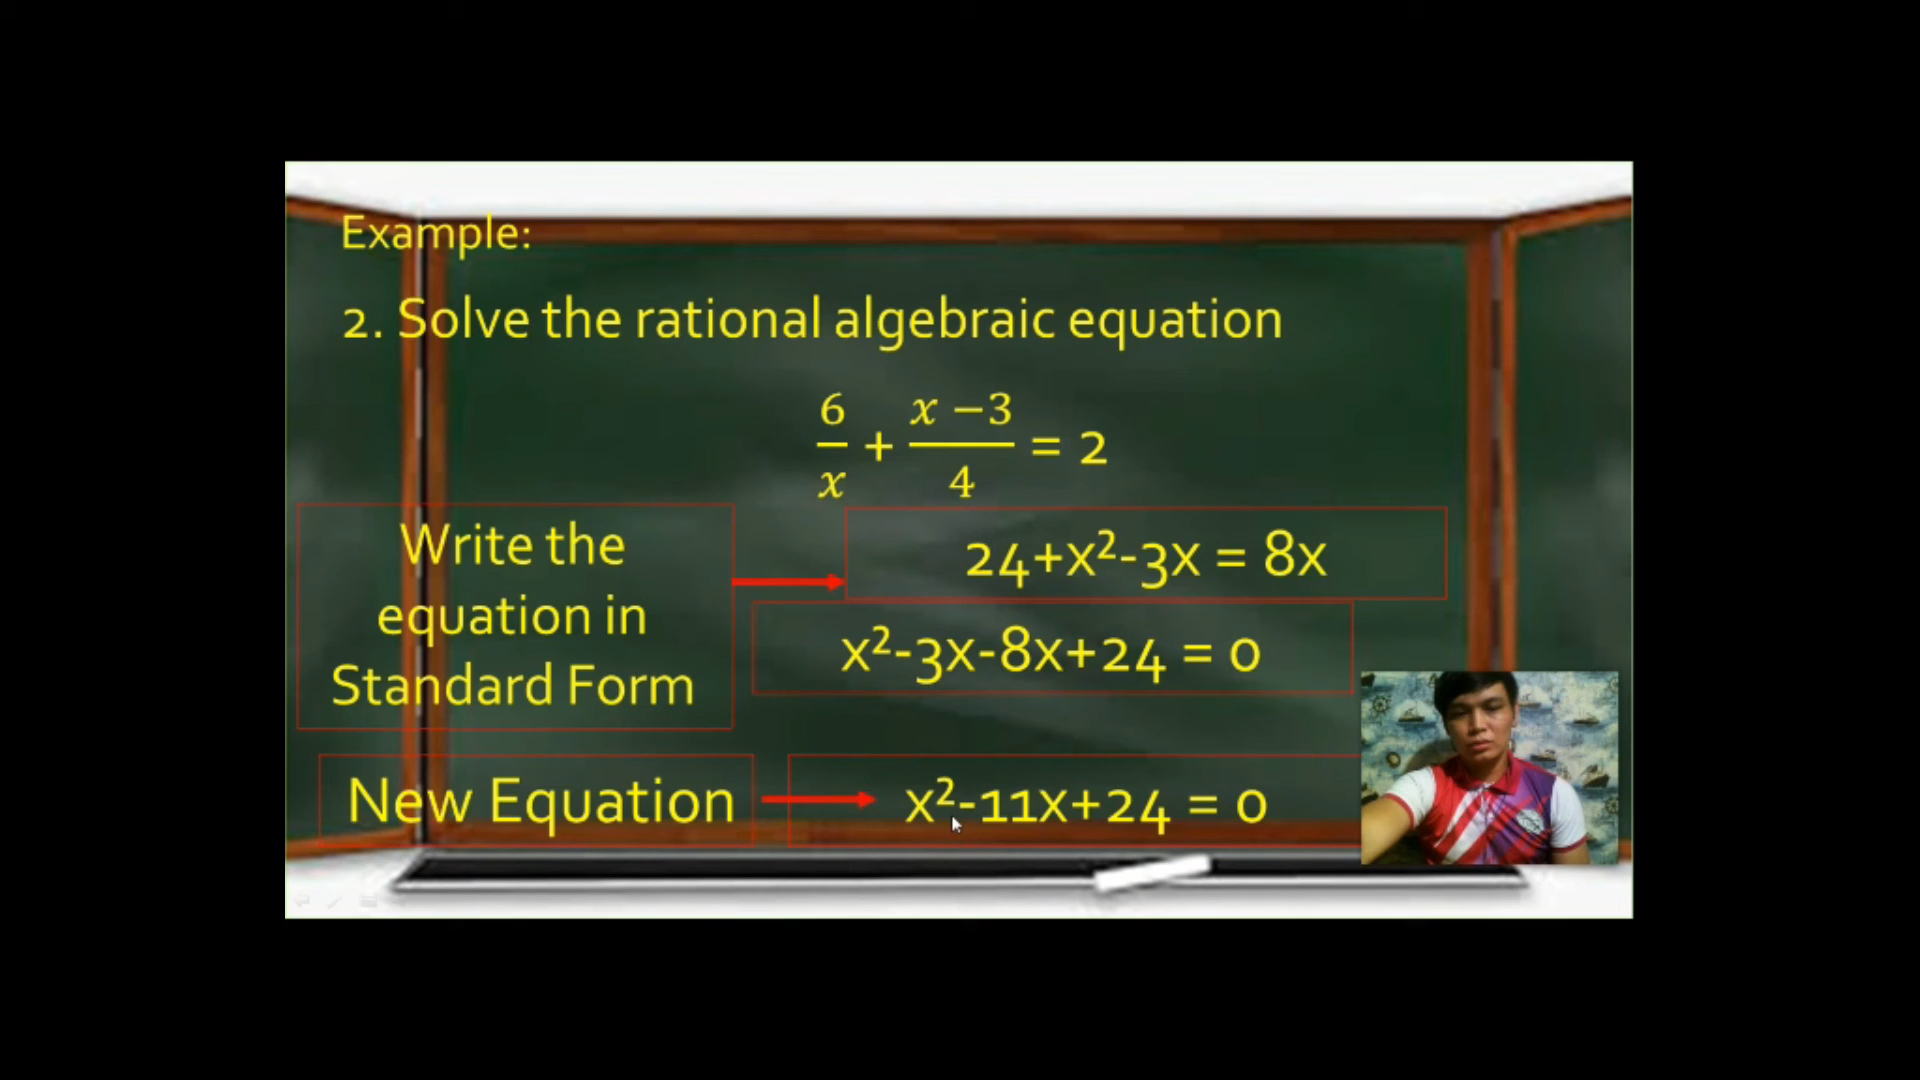 Example:
2. Solve the rational algebraic equation
6/x + (x −3)/4 = 2
Write the
equation in
Standard Form
24+x²-3x = 8x
x²-3x-8x+24 = 0
New Equation
x²-11x+24 = 0